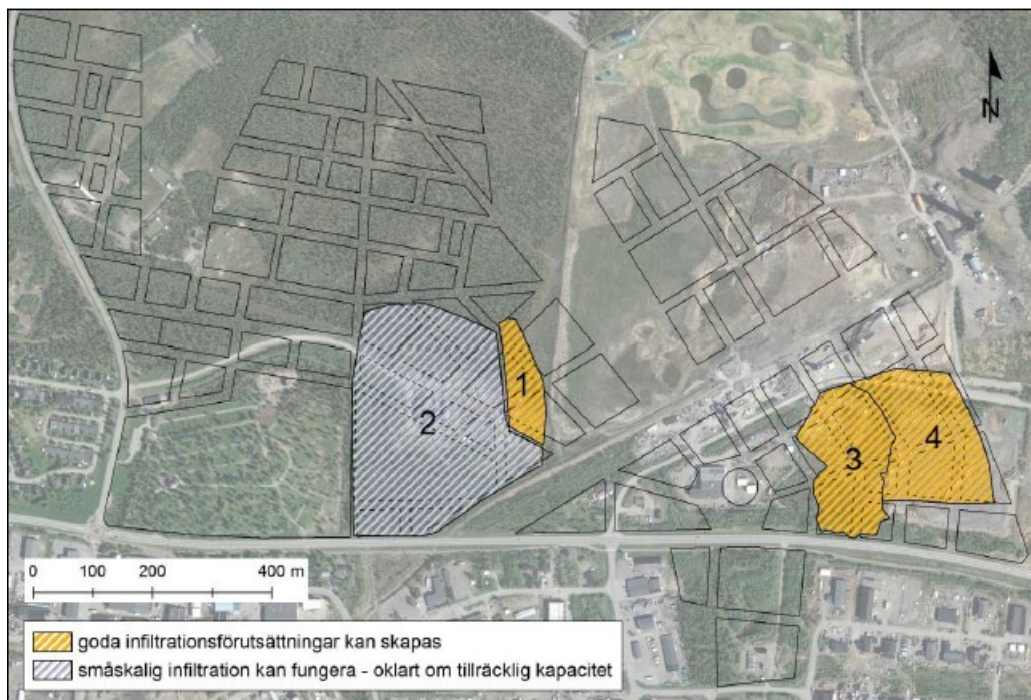 N
1
2
3
4
0 100 200 400 m
goda infiltrationsförutsättningar kan skapas
småskalig infiltration kan fungera - oklart om tillräcklig kapacitet